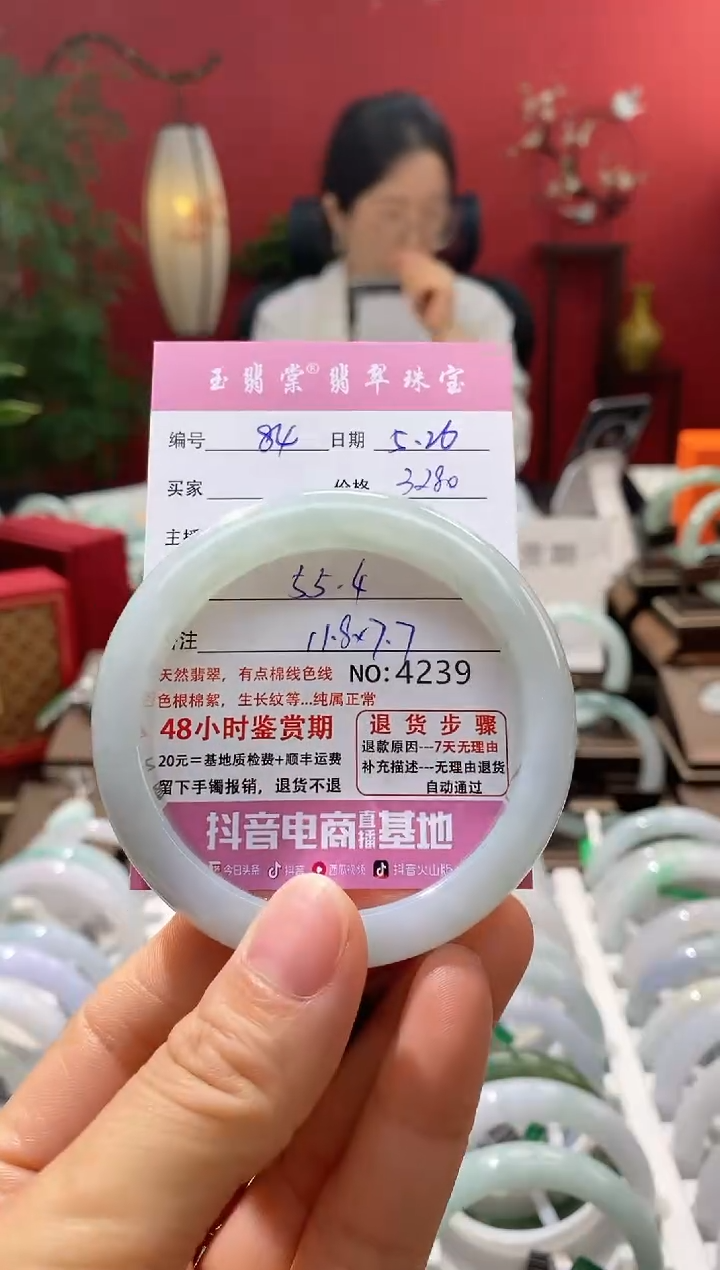 玉翡棠® 翡翠珠宝
编号 84 日期 5.26
买家 价格 3280
主播
55.4
注 11.8x7.7
天然翡翠，有点棉线色线 NO:4239
色根棉絮，生长纹等...纯属正常
48小时鉴赏期
20元=基地质检费+顺丰运费
留下手镯报销，退货不退
退货步骤
退款原因---7天无理由
补充描述---无理由退货
自动通过
抖音电商直播基地
今日头条 抖音 西瓜视频 抖音火山版